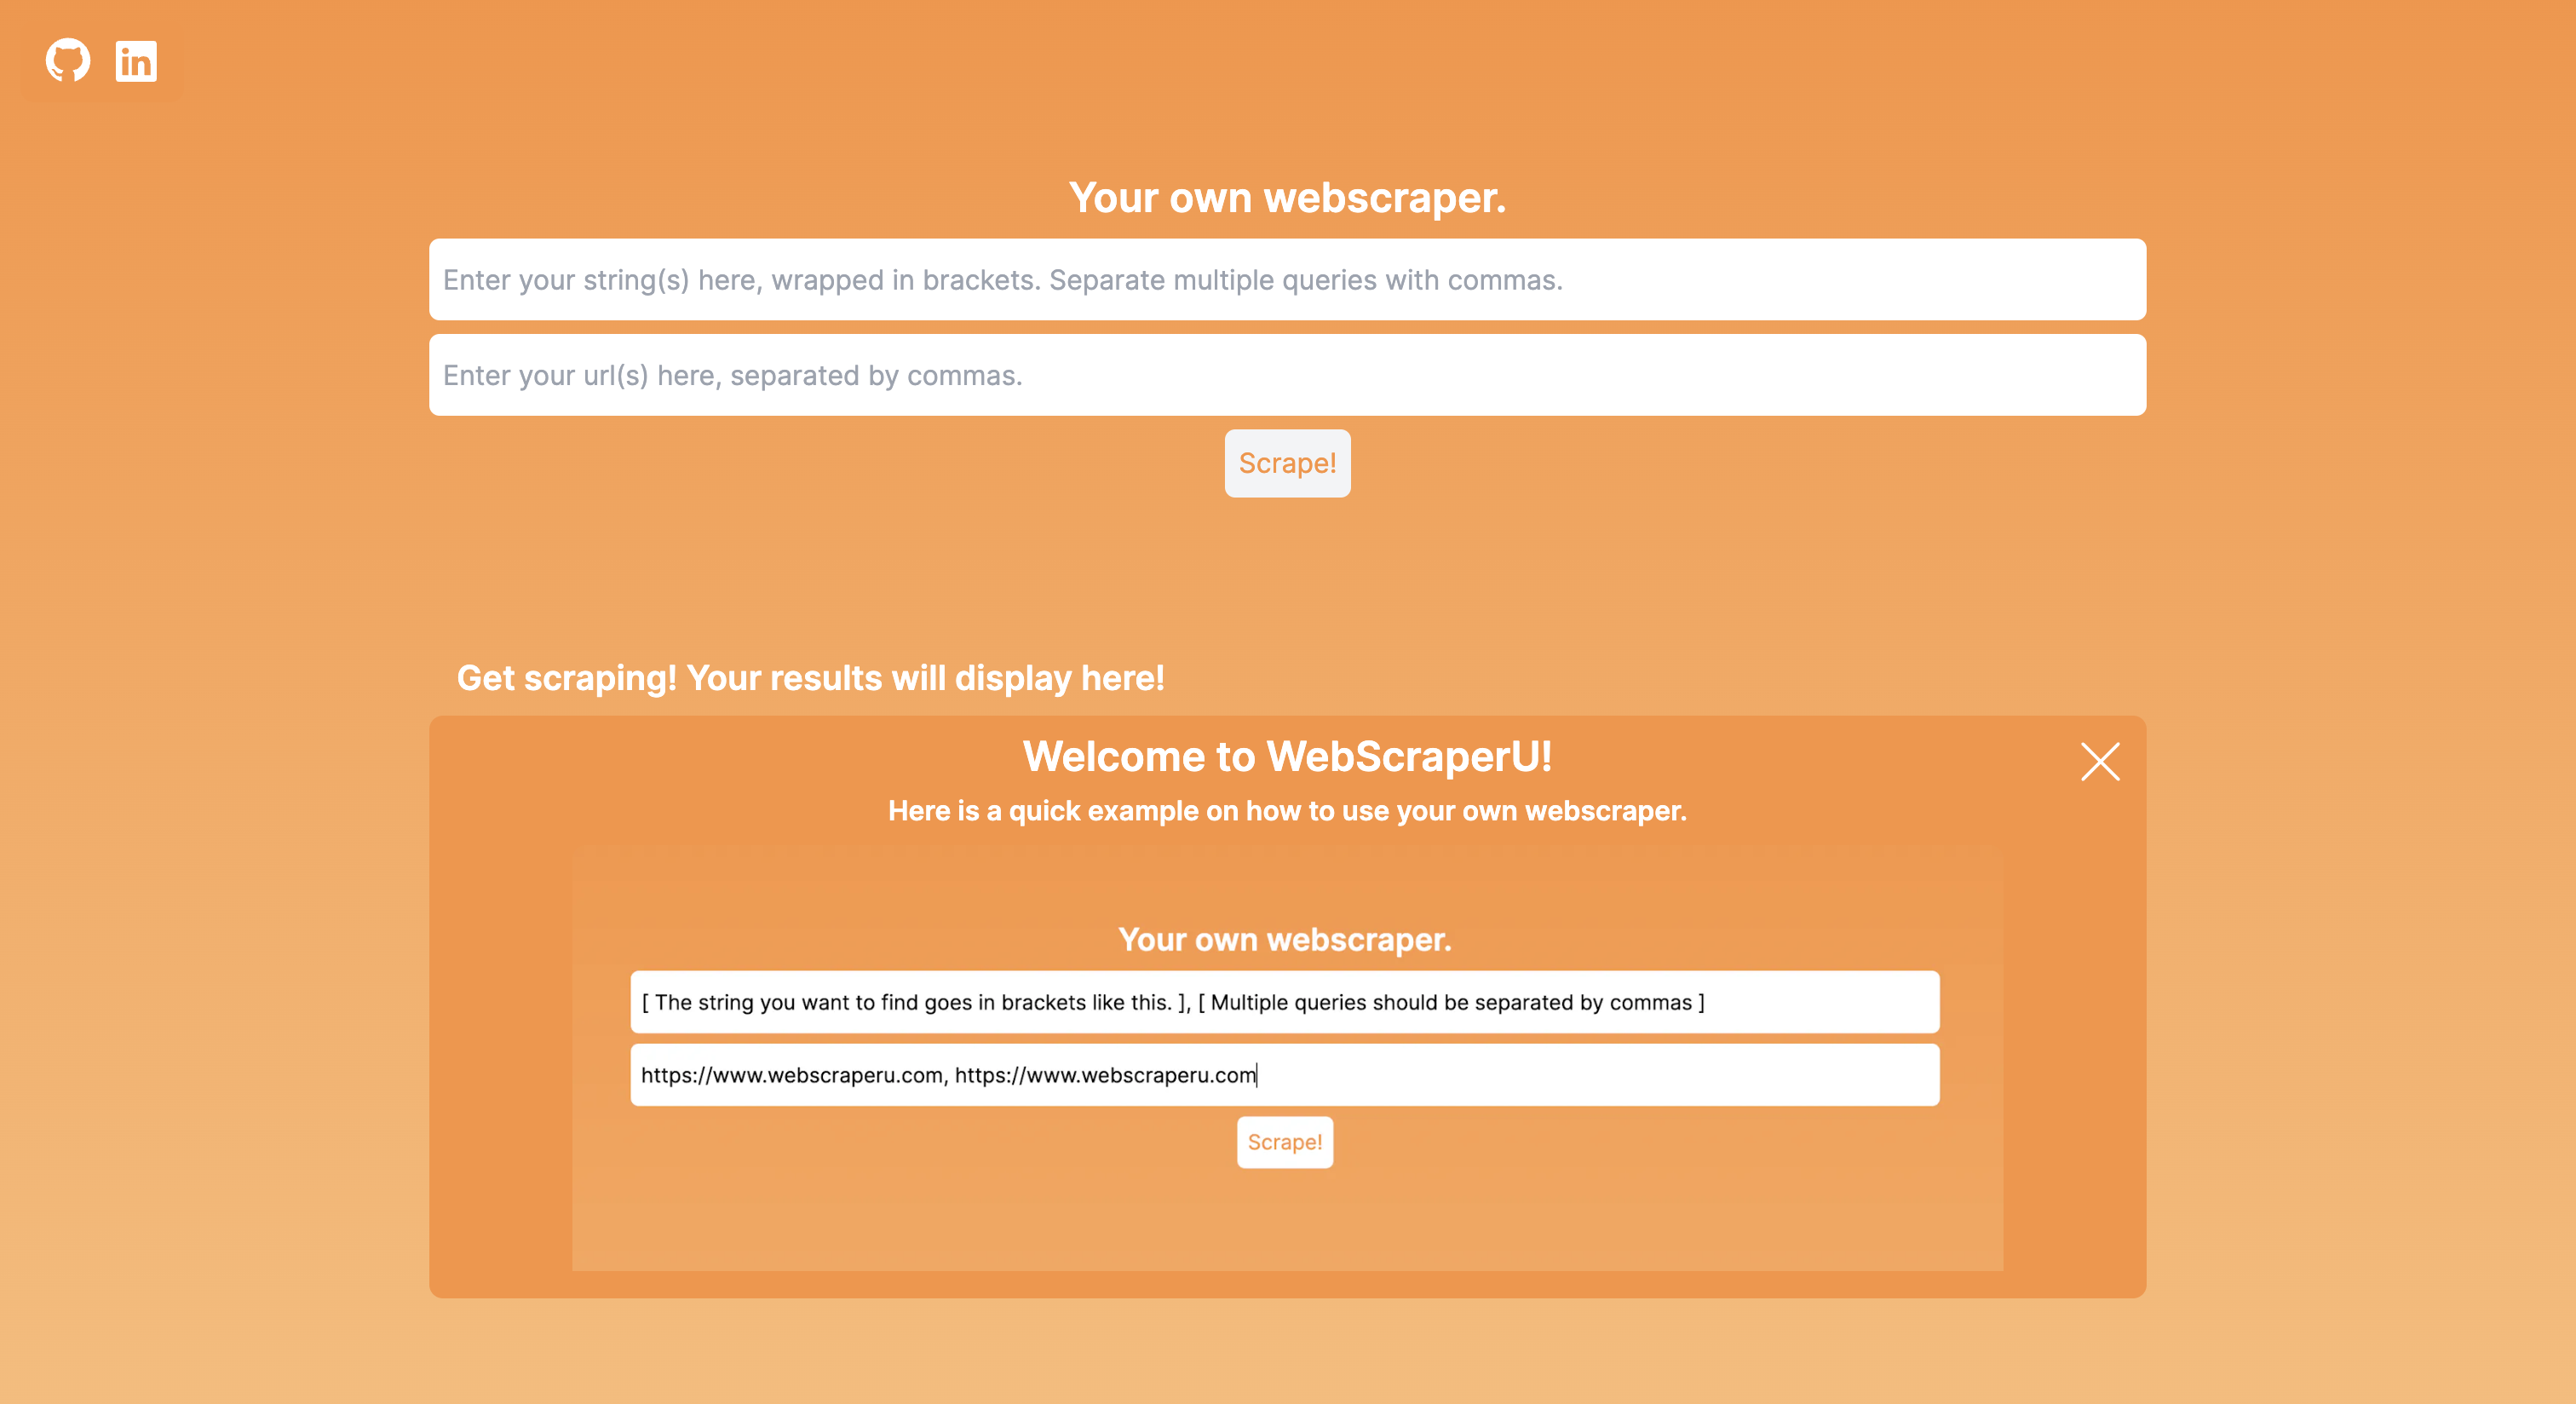 in
Your own webscraper.
Enter your string(s) here, wrapped in brackets. Separate multiple queries with commas.
Enter your url(s) here, separated by commas.
Scrape!
Get scraping! Your results will display here!
Welcome to WebScraperU!
Here is a quick example on how to use your own webscraper.
Your own webscraper.
[ The string you want to find goes in brackets like this. ], [ Multiple queries should be separated by commas ]
https://www.webscraperu.com, https://www.webscraperu.com
Scrape!